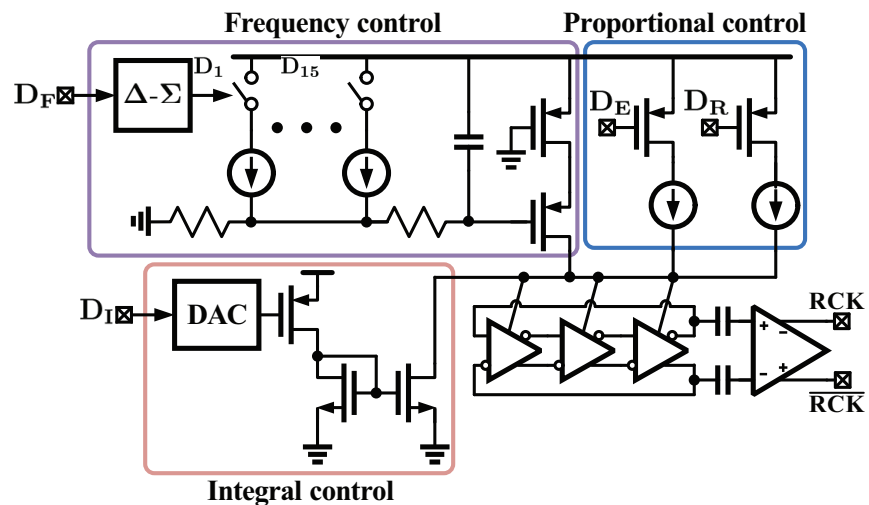 Frequency control
Proportional control
D_F
Δ-Σ
D_1
D_15
D_E
D_R
D_I
DAC
RCK
+
−
−
+
RCK
Integral control